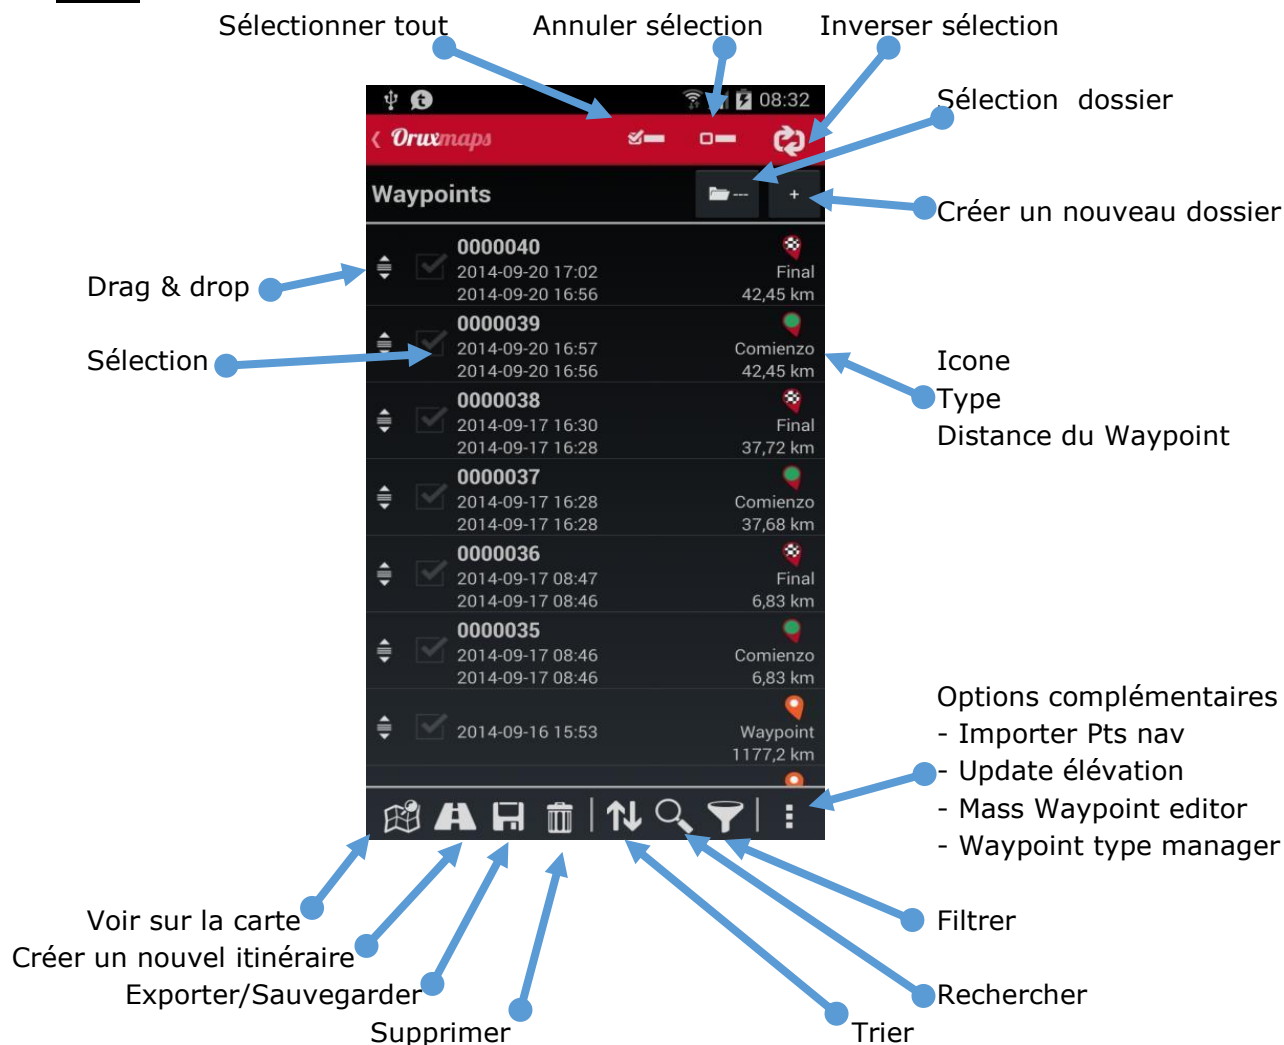 Sélectionner tout
Annuler sélection
Inverser sélection
08:32
Sélection dossier
Oruxmaps
Waypoints
---
+
Créer un nouveau dossier
Drag & drop
0000040
2014-09-20 17:02
2014-09-20 16:56
Final
42,45 km
Sélection
0000039
2014-09-20 16:57
2014-09-20 16:56
Comienzo
42,45 km
Icone
Type
Distance du Waypoint
0000038
2014-09-17 16:30
2014-09-17 16:28
Final
37,72 km
0000037
2014-09-17 16:28
2014-09-17 16:28
Comienzo
37,68 km
0000036
2014-09-17 08:47
2014-09-17 08:46
Final
6,83 km
0000035
2014-09-17 08:46
2014-09-17 08:46
Comienzo
6,83 km
2014-09-16 15:53
Waypoint
1177,2 km
Options complémentaires
- Importer Pts nav
- Update élévation
- Mass Waypoint editor
- Waypoint type manager
Voir sur la carte
Créer un nouvel itinéraire
Exporter/Sauvegarder
Supprimer
Filtrer
Rechercher
Trier